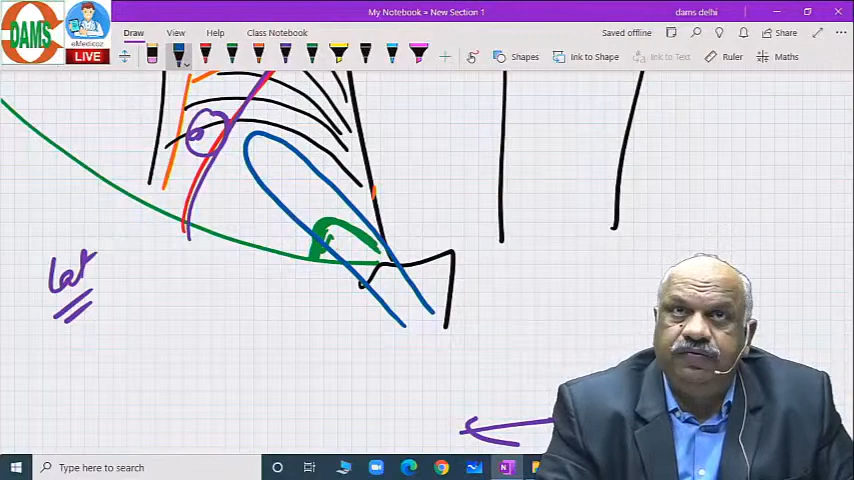 DAMS
eMedicoz
LIVE
My Notebook » New Section 1
dams delhi
Draw
View
Help
Class Notebook
Saved offline
Share
Shapes
Ink to Shape
Ink to Text
Ruler
Maths
Lat
Type here to search